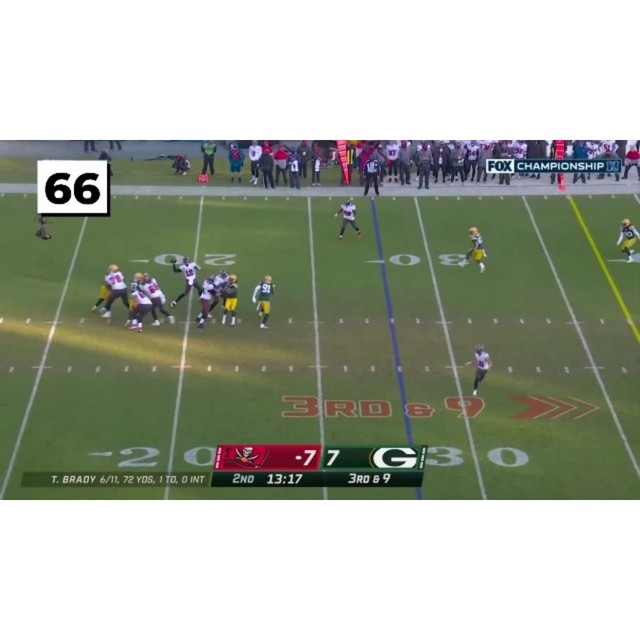 FOX CHAMPIONSHIP
66
20 30
3RD & 9
20 30
7 7 G
T. BRADY 6/11, 72 YDS, 1 TD, 0 INT 2ND 13:17 3RD & 9